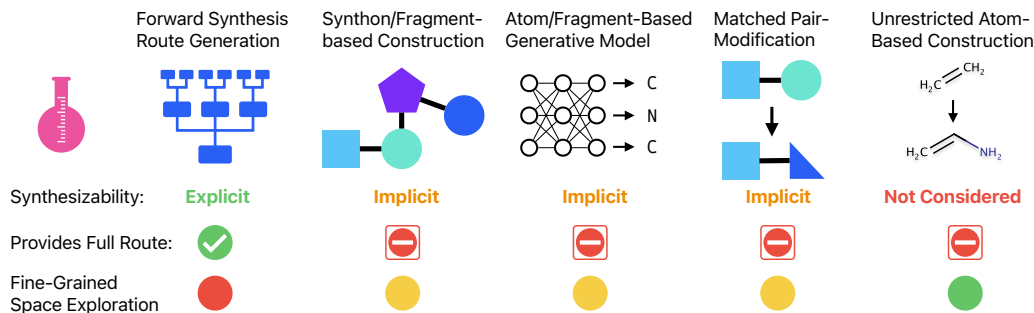 Forward Synthesis
Route Generation
Synthon/Fragment-
based Construction
Atom/Fragment-Based
Generative Model
Matched Pair-
Modification
Unrestricted Atom-
Based Construction
C
N
C
H₂C
CH₂
H₂C
NH₂
Synthesizability: Explicit Implicit Implicit Implicit Not Considered
Provides Full Route:
Fine-Grained
Space Exploration